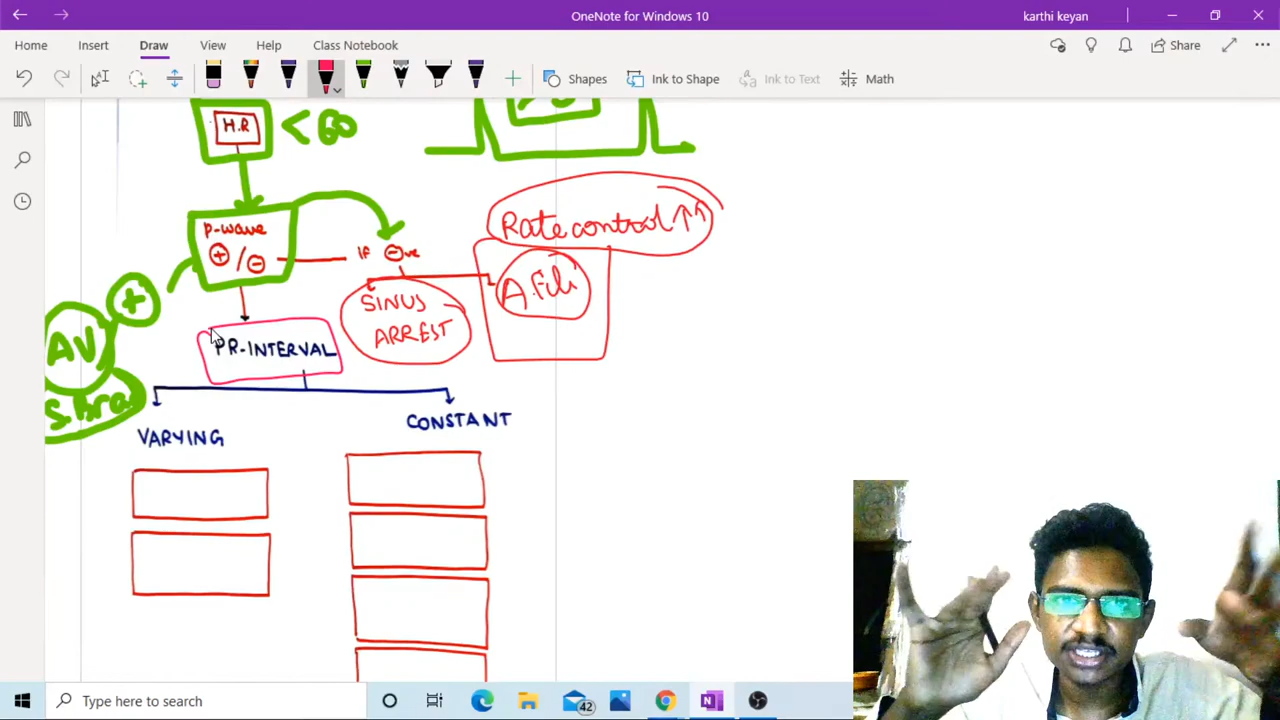 OneNote for Windows 10
karthi keyan
Home
Insert
Draw
View
Help
Class Notebook
Share
Shapes
Ink to Shape
Ink to Text
Math
H.R
< 60
P-wave
+ / -
IF - ve
Rate control ↑↑
A.Fib
SINUS
ARREST
+
AV
S.Bra
PR-INTERVAL
VARYING
CONSTANT
Type here to search
42